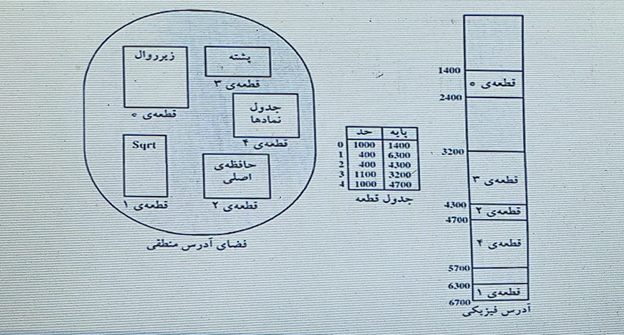 زیرروال
قطعه‌ی ه
پشته
قطعه‌ی ۳
جدول
نمادها
قطعه‌ی ۴
Sqrt
قطعه‌ی ۱
حافظه‌ی
اصلی
قطعه‌ی ۲
فضای آدرس منطقی
حد پایه
0 1000 1400
1 400 6300
2 400 4300
3 1100 3200
4 1000 4700
جدول قطعه
1400
قطعه‌ی ه
2400
3200
قطعه‌ی ۳
4300
قطعه‌ی ۲
4700
قطعه‌ی ۴
5700
6300
قطعه‌ی ۱
6700
آدرس فیزیکی